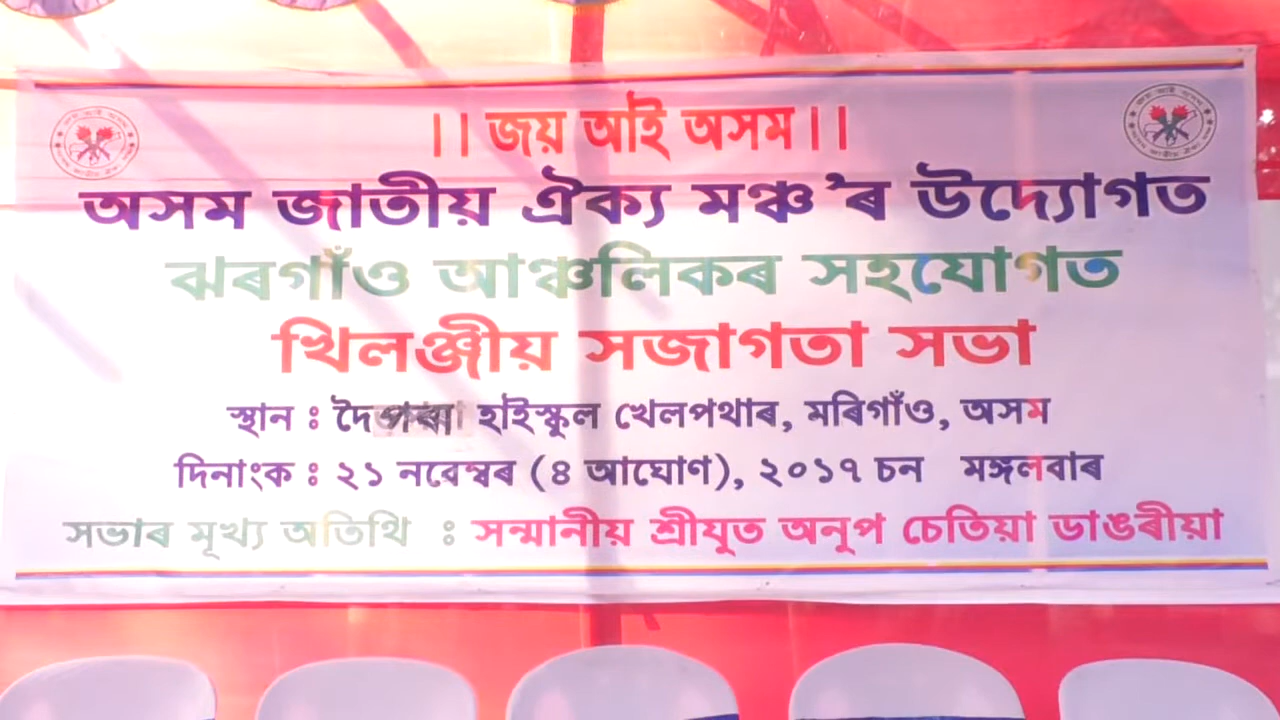 ।। জয় আই অসম ।।
অসম জাতীয় ঐক্য মঞ্চ’ৰ উদ্যোগত
ঝৰগাঁও আঞ্চলিকৰ সহযোগত
খিলঞ্জীয় সজাগতা সভা
স্থান : হাইস্কুল খেলপথাৰ, মৰিগাঁও, অসম
দিনাংক : ২১ নৱেম্বৰ (৪ আঘোণ), ২০১৭ চন মঙ্গলবাৰ
সভাৰ মূখ্য অতিথি : সন্মানীয় শ্ৰীযুত অনুপ চেতিয়া ডাঙৰীয়া